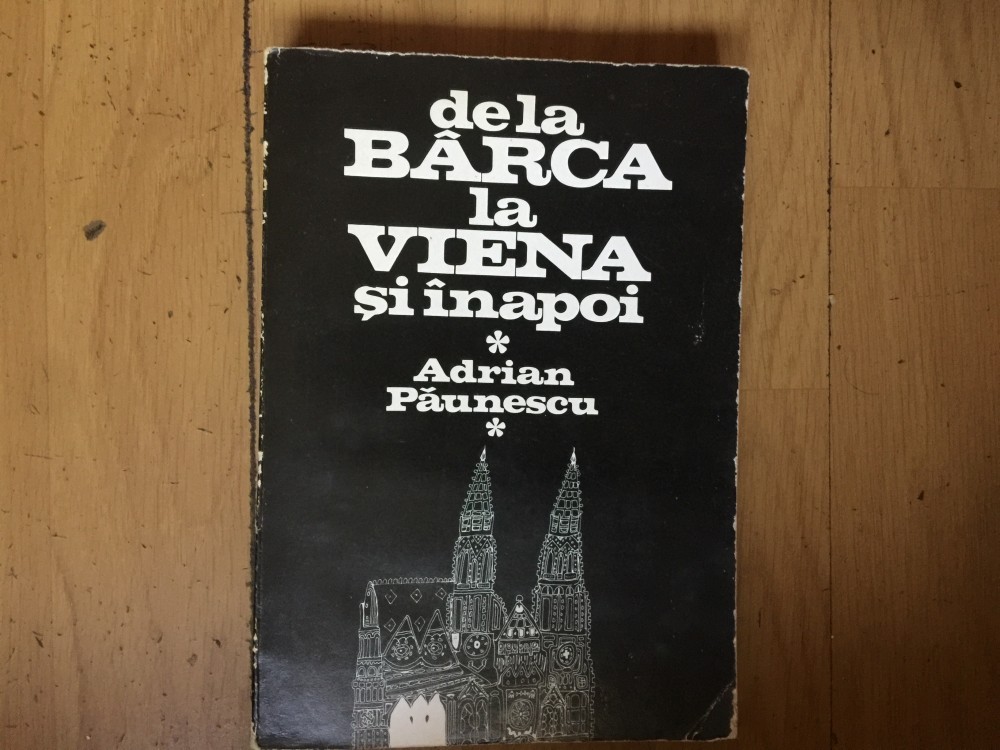 de la
BÂRCA
la
VIENA
și înapoi
*
Adrian
Păunescu
*